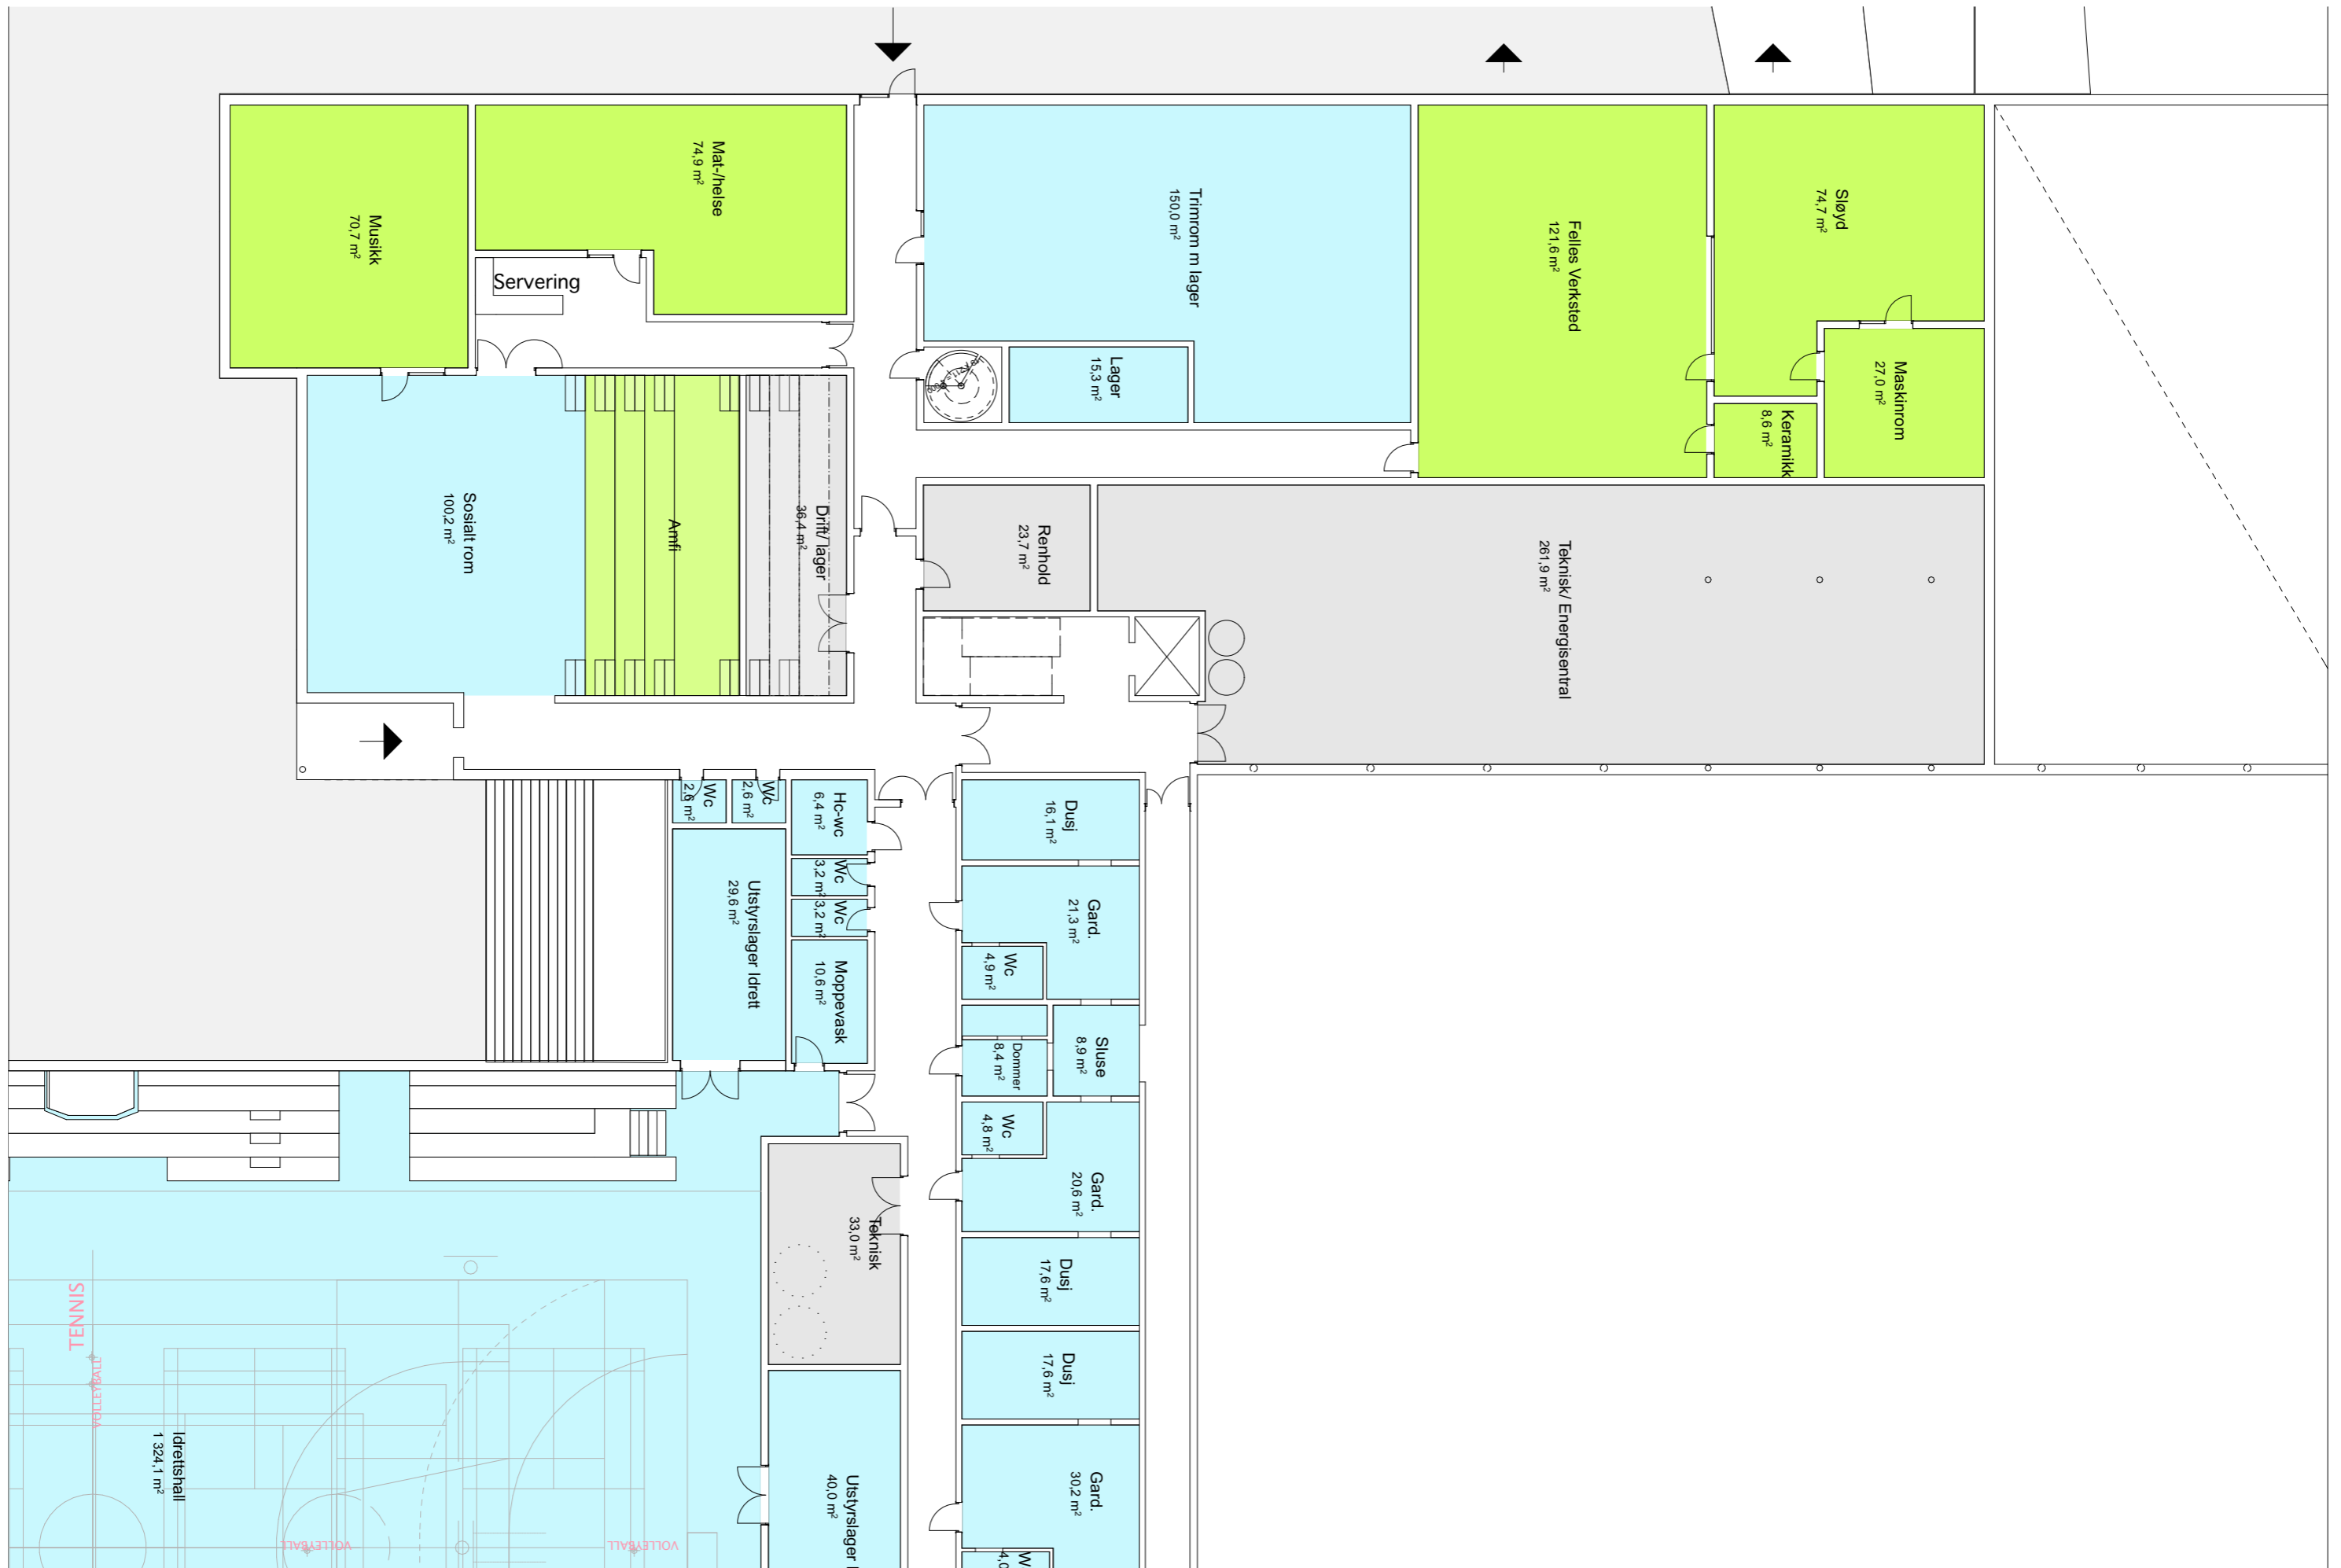 Musikk
70,7 m²
Mat-/helse
74,9 m²
Servering
Trimrom m lager
150,0 m²
Lager
15,3 m²
Felles Verksted
121,6 m²
Sløyd
74,7 m²
Maskinrom
27,0 m²
Keramikk
8,6 m²
Sosialt rom
100,2 m²
Amfi
Drift/ lager
36,4 m²
Renhold
23,7 m²
Teknisk/ Energisentral
261,9 m²
Wc
2,6 m²
Wc
2,6 m²
Hc-wc
6,4 m²
Wc
3,2 m²
Wc
3,2 m²
Utstyrslager Idrett
29,6 m²
Moppevask
10,6 m²
Dusj
16,1 m²
Gard.
21,3 m²
Wc
4,9 m²
Sluse
8,9 m²
Dommer
8,4 m²
Wc
4,8 m²
Gard.
20,6 m²
Teknisk
33,0 m²
Dusj
17,6 m²
Dusj
17,6 m²
Gard.
30,2 m²
Utstyrslager
40,0 m²
TENNIS
VOLLEYBALL
Idrettshall
1 324,1 m²
VOLLEYBALL
VOLLEYBALL